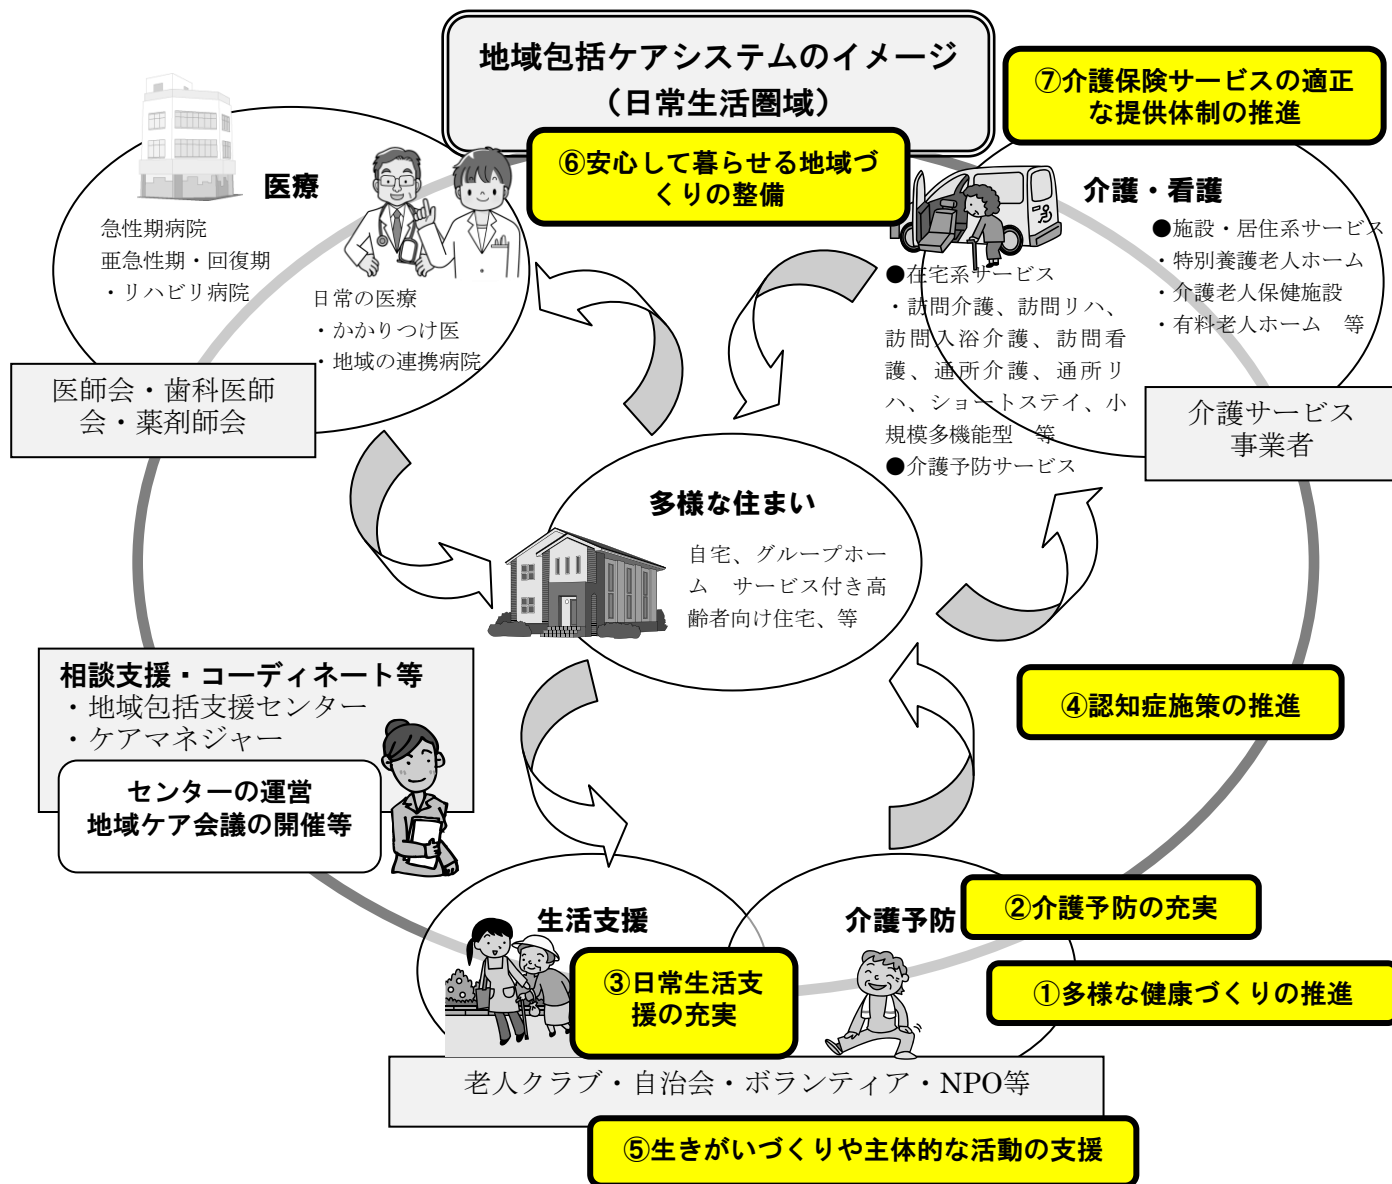 地域包括ケアシステムのイメージ
（日常生活圏域）
⑦介護保険サービスの適正
な提供体制の推進
⑥安心して暮らせる地域づ
くりの整備
医療
急性期病院
亜急性期・回復期
・リハビリ病院
日常の医療
・かかりつけ医
・地域の連携病院
医師会・歯科医師
会・薬剤師会
介護・看護
●施設・居住系サービス
・特別養護老人ホーム
・介護老人保健施設
・有料老人ホーム　等
●在宅系サービス
・訪問介護、訪問リハ、
訪問入浴介護、訪問看
護、通所介護、通所リ
ハ、ショートステイ、小
規模多機能型　等
●介護予防サービス
介護サービス
事業者
多様な住まい
自宅、グループホー
ム　サービス付き高
齢者向け住宅、等
相談支援・コーディネート等
・地域包括支援センター
・ケアマネジャー
センターの運営
地域ケア会議の開催等
④認知症施策の推進
生活支援
介護予防
②介護予防の充実
③日常生活支
援の充実
①多様な健康づくりの推進
老人クラブ・自治会・ボランティア・NPO等
⑤生きがいづくりや主体的な活動の支援